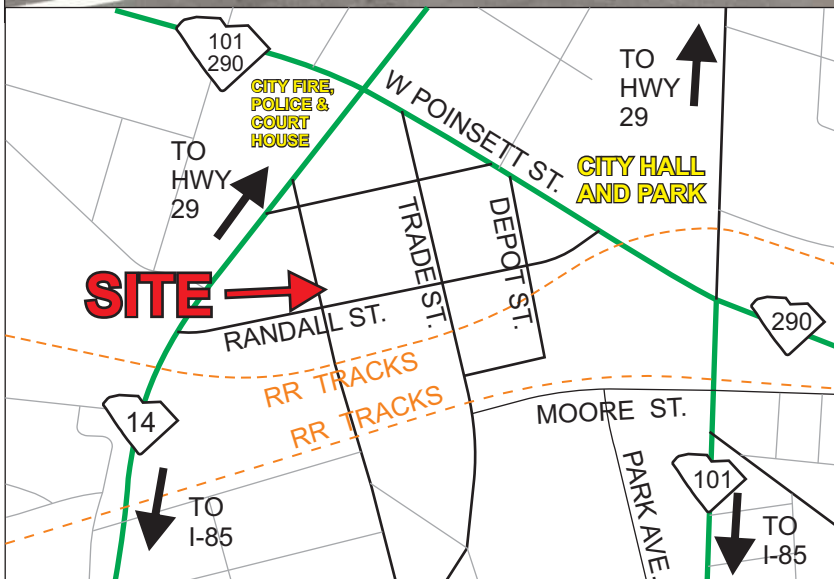 101
290
CITY FIRE,
POLICE &
COURT
HOUSE
TO
HWY
29
W POINSETT ST.
TO
HWY
29
CITY HALL
AND PARK
TRADE ST.
DEPOT ST.
SITE
RANDALL ST.
290
RR TRACKS
RR TRACKS
14
MOORE ST.
PARK AVE.
101
TO
I-85
TO
I-85